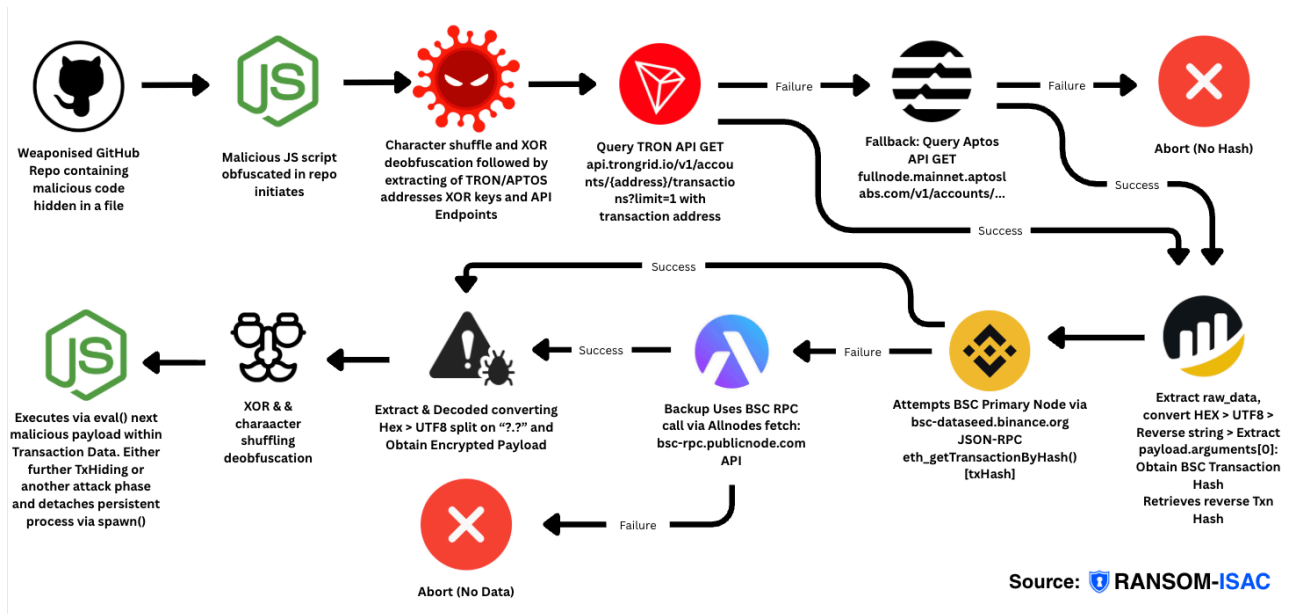 JS
Failure
Failure
Weaponised GitHub
Repo containing
malicious code
hidden in a file
Malicious JS script
obfuscated in repo
initiates
Character shuffle and XOR
deobfuscation followed by
extracting of TRON/APTOS
addresses XOR keys and API
Endpoints
Query TRON API GET
api.trongrid.io/v1/accou
nts/{address}/transactio
ns?limit=1 with
transaction address
Fallback: Query Aptos
API GET
fullnode.mainnet.aptosl
abs.com/v1/accounts/...
Abort (No Hash)
Success
Success
Success
JS
Executes via eval() next
malicious payload within
Transaction Data. Either
further TxHiding or
another attack phase
and detaches persistent
process via spawn()
XOR & &
charaacter
shuffling
deobfuscation
Extract & Decoded converting
Hex > UTF8 split on “?.?” and
Obtain Encrypted Payload
Success
Backup Uses BSC RPC
call via Allnodes fetch:
bsc-rpc.publicnode.com
API
Failure
Attempts BSC Primary Node via
bsc-dataseed.binance.org
JSON-RPC
eth_getTransactionByHash()
[txHash]
Extract raw_data,
convert HEX > UTF8 >
Reverse string > Extract
payload.arguments[0]:
Obtain BSC Transaction
Hash
Retrieves reverse Txn
Hash
Failure
Abort (No Data)
Source: RANSOM-ISAC